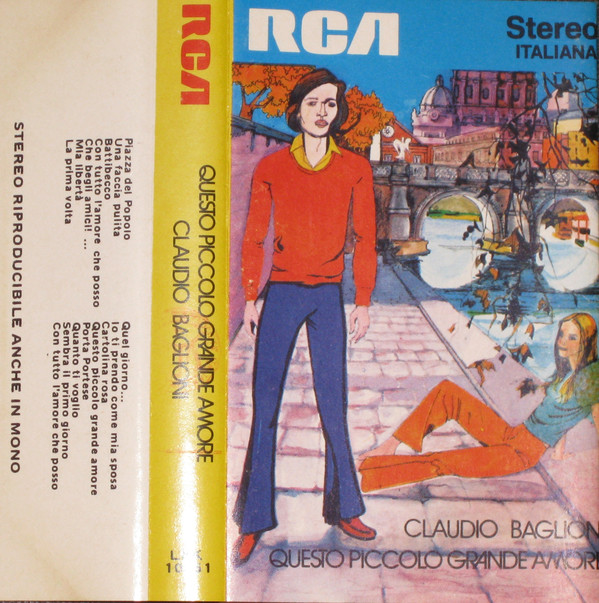 STEREO RIPRODUCIBILE ANCHE IN MONO
Piazza del Popolo
Una faccia pulita
Battibecco
Con tutto l'amore che posso
Che begli amici! ...
Mia libertà
La prima volta
Quel giorno...
Io ti prendo come mia sposa
Cartolina rosa
Questo piccolo grande amore
Porta Portese
Quanto ti voglio
Sembra il primo giorno
Con tutto l'amore che posso
RCA
QUESTO PICCOLO GRANDE AMORE
CLAUDIO BAGLIONI
RCA
Stereo
ITALIANA
CLAUDIO BAGLION
QUESTO PICCOLO GRANDE AMORE